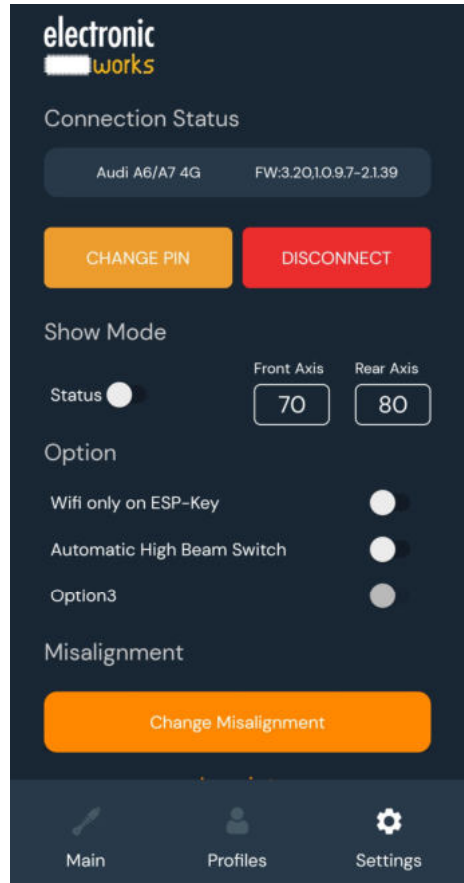 electronic
works
Connection Status
Audi A6/A7 4G FW:3.20,1.0.9.7-2.1.39
CHANGE PIN DISCONNECT
Show Mode
Front Axis Rear Axis
Status 70 80
Option
Wifi only on ESP-Key
Automatic High Beam Switch
Option3
Misalignment
Change Misalignment
Main Profiles Settings